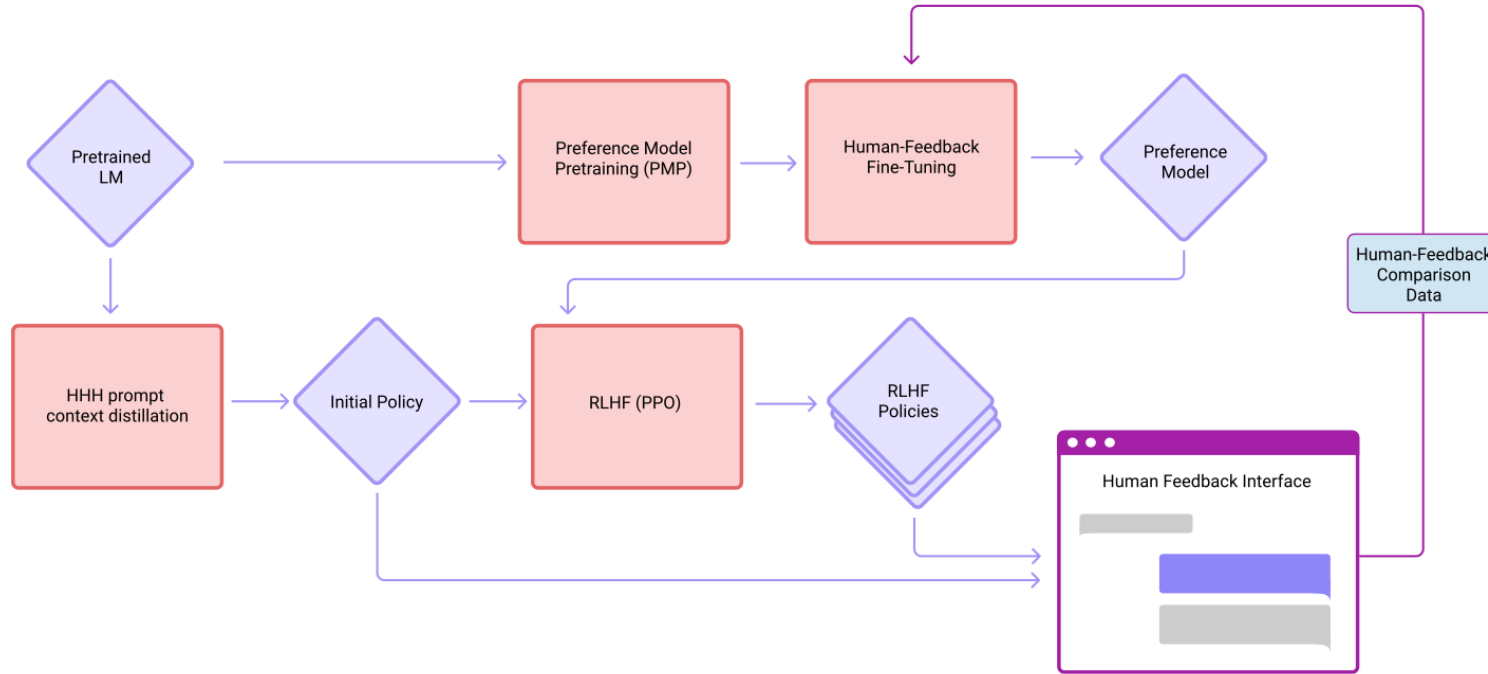 Pretrained
LM
Preference Model
Pretraining (PMP)
Human-Feedback
Fine-Tuning
Preference
Model
Human-Feedback
Comparison
Data
HHH prompt
context distillation
Initial Policy
RLHF (PPO)
RLHF
Policies
Human Feedback Interface